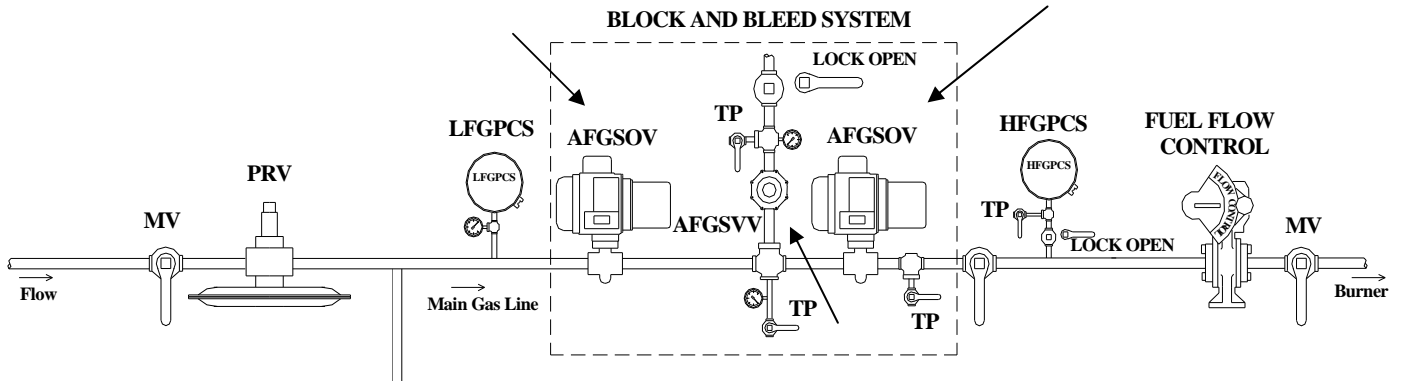 BLOCK AND BLEED SYSTEM
LOCK OPEN
TP
LFGPCS
AFGSOV
AFGSOV
HFGPCS
FUEL FLOW
CONTROL
PRV
LFGPCS
HFGPCS
FLOW CONTROL
MV
AFGSVV
TP
LOCK OPEN
MV
Flow
Main Gas Line
TP
TP
Burner